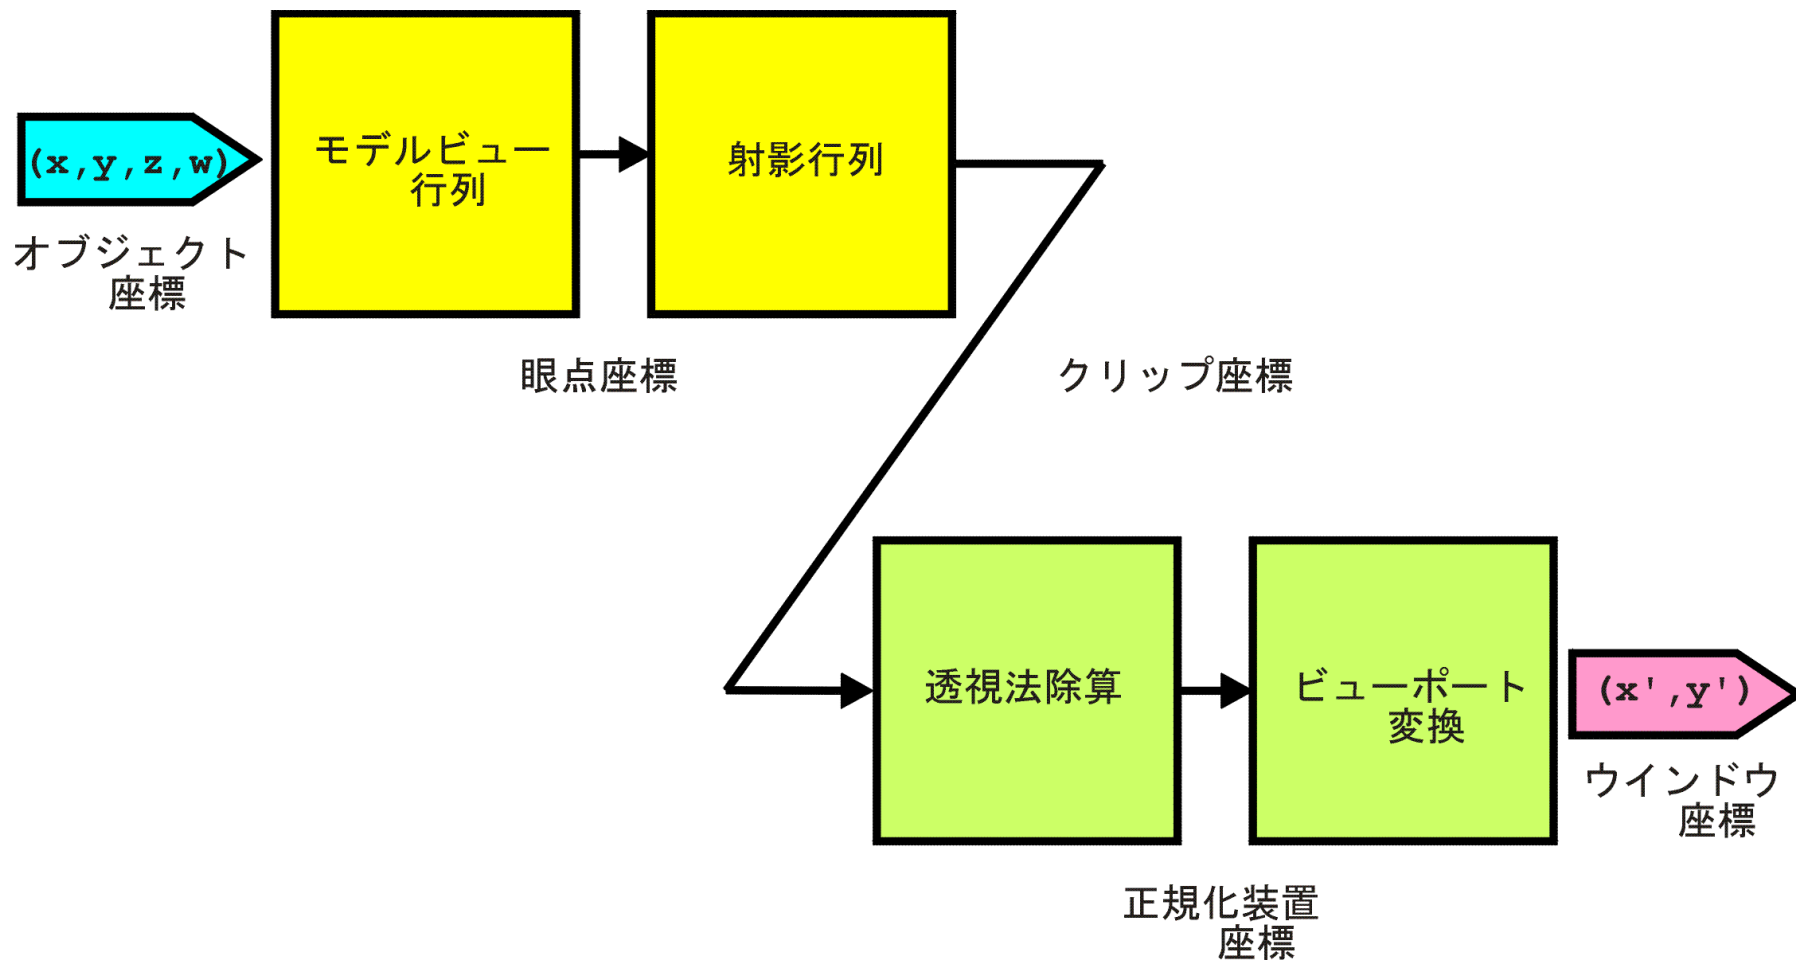 (x,y,z,w)
オブジェクト
座標
モデルビュー
行列
射影行列
眼点座標
クリップ座標
透視法除算
ビューポート
変換
(x',y')
ウインドウ
座標
正規化装置
座標